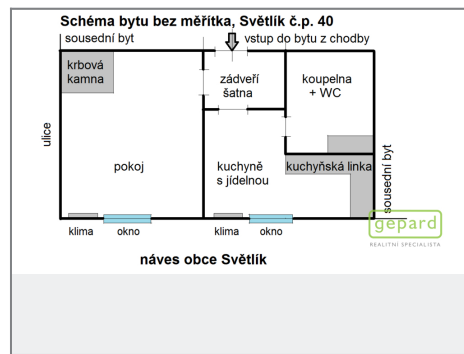 Schéma bytu bez měřítka, Světlík č.p. 40
sousední byt
vstup do bytu z chodby
krbová
kamna
zádveří
šatna
koupelna
+ WC
ulice
pokoj
kuchyně
s jídelnou
kuchyňská linka
sousední byt
klima
okno
klima
okno
gepard
REALITNÍ SPECIALISTA
náves obce Světlík